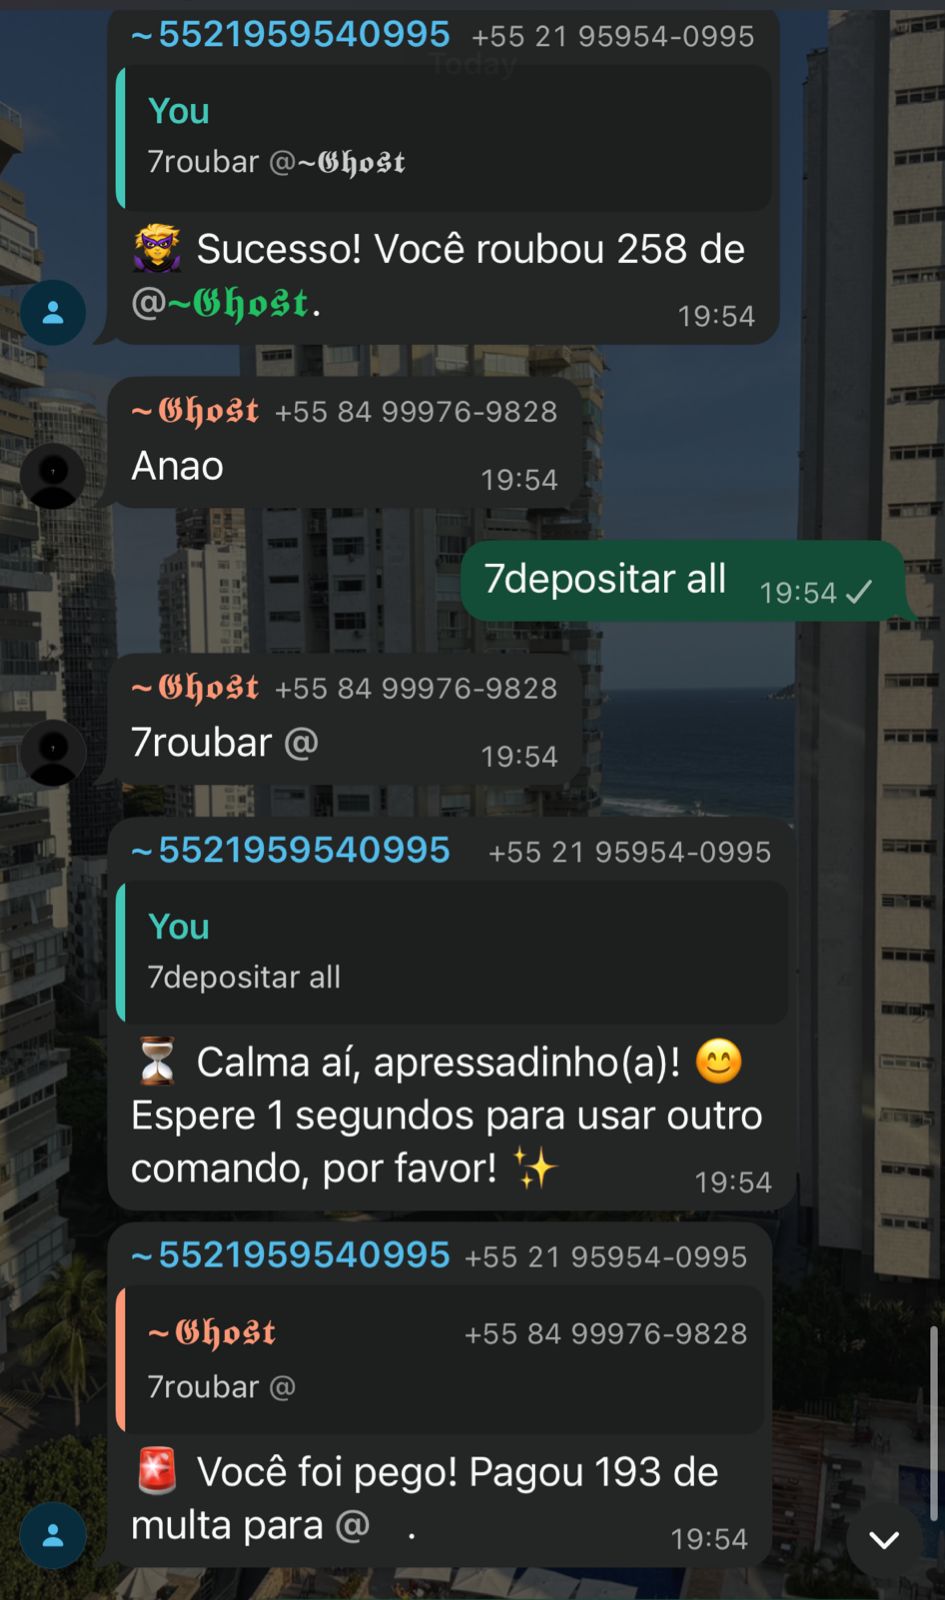 ~5521959540995 +55 21 95954-0995
Today
You
7roubar @~𝕲𝖍𝖔𝖘𝖙
🦹 Sucesso! Você roubou 258 de
@~𝕲𝖍𝖔𝖘𝖙.
19:54
~𝕲𝖍𝖔𝖘𝖙 +55 84 99976-9828
Anao
19:54
7depositar all 19:54
~𝕲𝖍𝖔𝖘𝖙 +55 84 99976-9828
7roubar @
19:54
~5521959540995 +55 21 95954-0995
You
7depositar all
⏳ Calma aí, apressadinho(a)! 😊
Espere 1 segundos para usar outro
comando, por favor! ✨
19:54
~5521959540995 +55 21 95954-0995
~𝕲𝖍𝖔𝖘𝖙 +55 84 99976-9828
7roubar @
🚨 Você foi pego! Pagou 193 de
multa para @ .
19:54